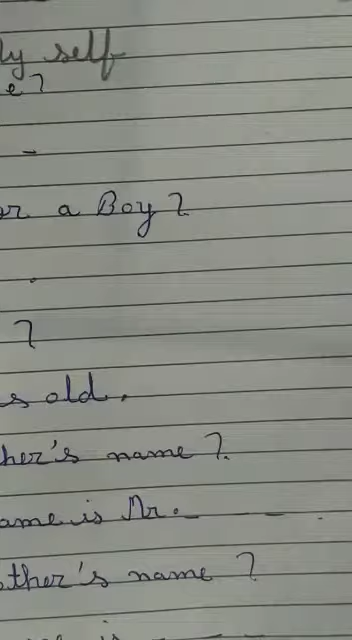 ly self
e?
-
or a Boy?
.
?
s old.
her's name?
ame is Mr. _ _ .
ther's name?